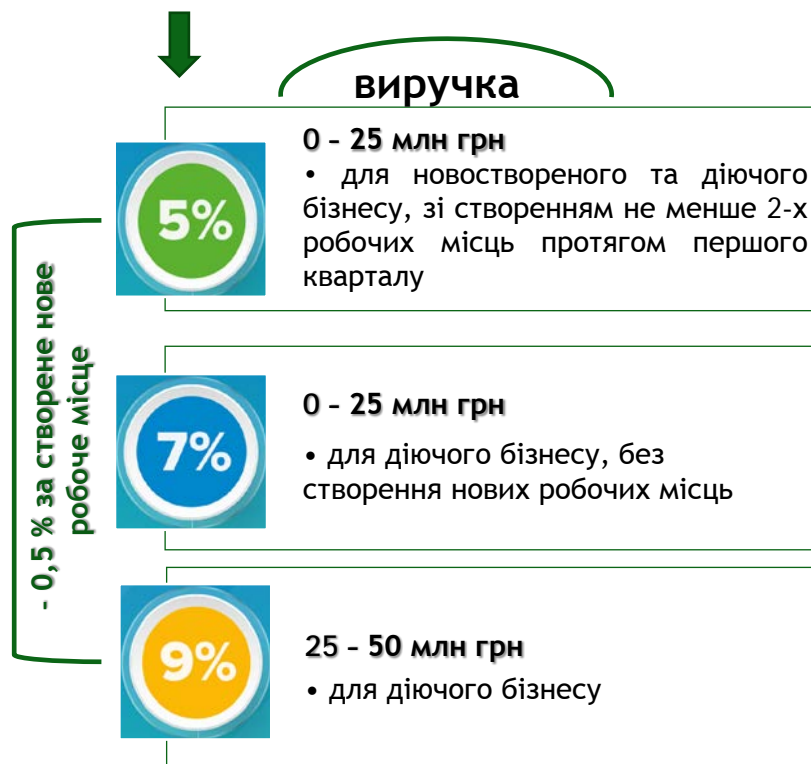 виручка
0 – 25 млн грн
• для новоствореного та діючого
бізнесу, зі створенням не менше 2-х
робочих місць протягом першого
кварталу
5%
- 0,5 % за створене нове
робоче місце
0 – 25 млн грн
• для діючого бізнесу, без
створення нових робочих місць
7%
25 – 50 млн грн
• для діючого бізнесу
9%